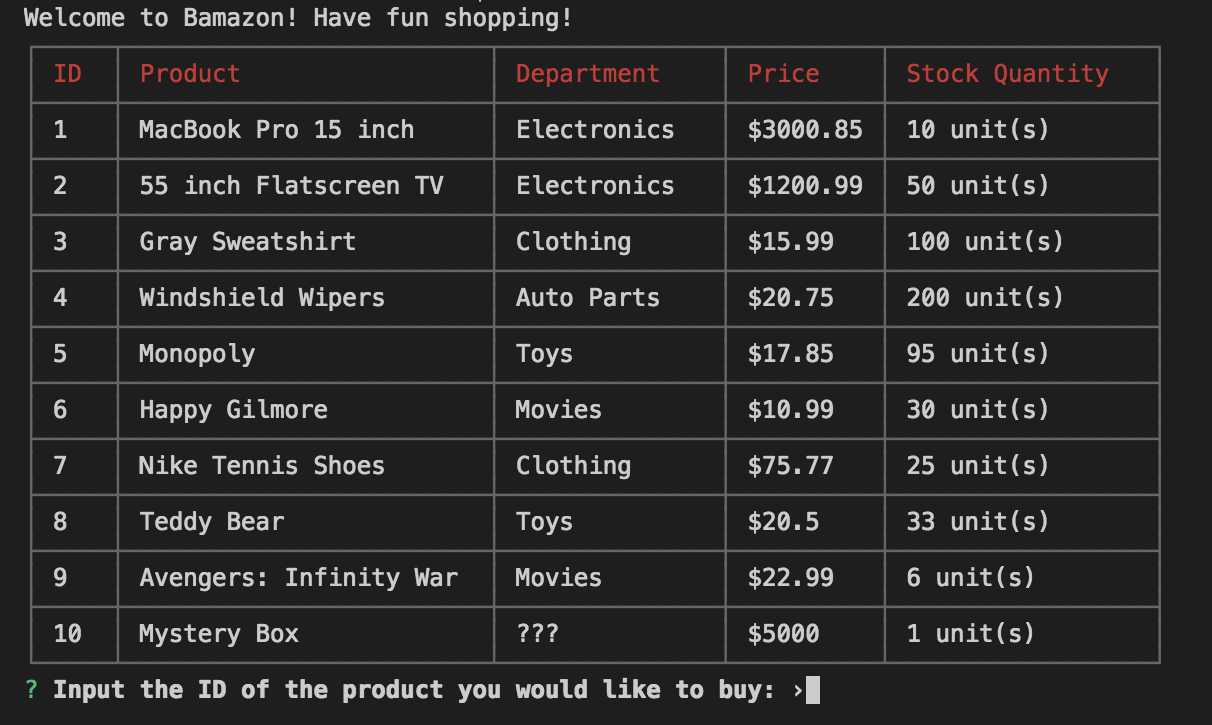 Welcome to Bamazon! Have fun shopping!
ID Product Department Price Stock Quantity
1 MacBook Pro 15 inch Electronics $3000.85 10 unit(s)
2 55 inch Flatscreen TV Electronics $1200.99 50 unit(s)
3 Gray Sweatshirt Clothing $15.99 100 unit(s)
4 Windshield Wipers Auto Parts $20.75 200 unit(s)
5 Monopoly Toys $17.85 95 unit(s)
6 Happy Gilmore Movies $10.99 30 unit(s)
7 Nike Tennis Shoes Clothing $75.77 25 unit(s)
8 Teddy Bear Toys $20.5 33 unit(s)
9 Avengers: Infinity War Movies $22.99 6 unit(s)
10 Mystery Box ??? $5000 1 unit(s)
? Input the ID of the product you would like to buy: ›